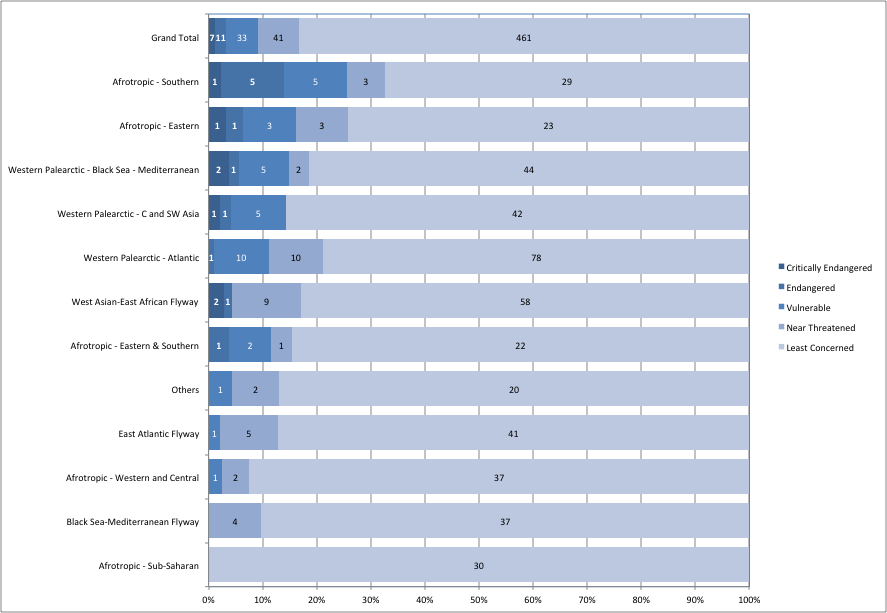 Grand Total 7 11 33 41 461
Afrotropic - Southern 1 5 5 3 29
Afrotropic - Eastern 1 1 3 3 23
Western Palearctic - Black Sea - Mediterranean 2 1 5 2 44
Western Palearctic - C and SW Asia 1 1 5 42
Western Palearctic - Atlantic 1 10 10 78
West Asian-East African Flyway 2 1 9 58
Afrotropic - Eastern & Southern 1 2 1 22
Others 1 2 20
East Atlantic Flyway 1 5 41
Afrotropic - Western and Central 1 2 37
Black Sea-Mediterranean Flyway 4 37
Afrotropic - Sub-Saharan 30
0% 10% 20% 30% 40% 50% 60% 70% 80% 90% 100%
Critically Endangered
Endangered
Vulnerable
Near Threatened
Least Concerned